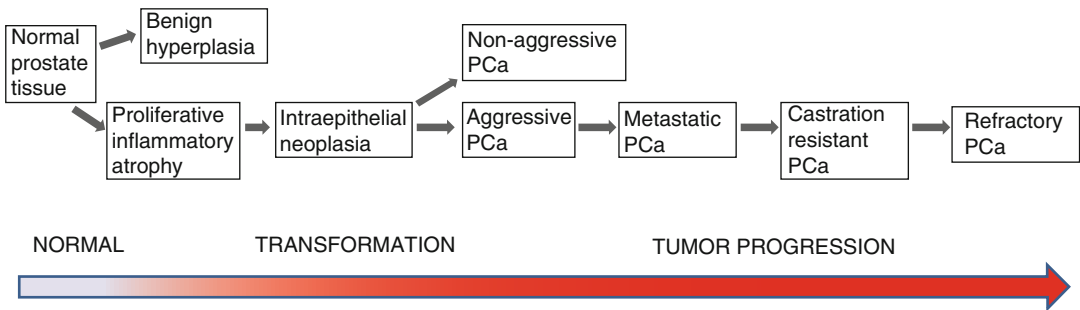 Normal
prostate
tissue
Benign
hyperplasia
Proliferative
inflammatory
atrophy
Intraepithelial
neoplasia
Non-aggressive
PCa
Aggressive
PCa
Metastatic
PCa
Castration
resistant
PCa
Refractory
PCa
NORMAL
TRANSFORMATION
TUMOR PROGRESSION